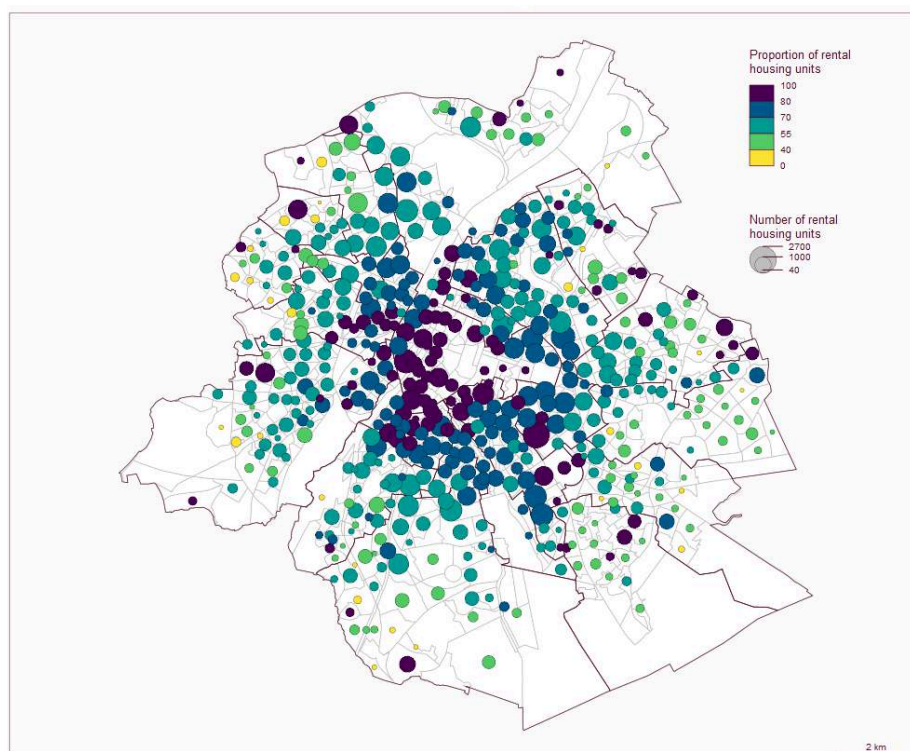 Proportion of rental
housing units
100
80
70
55
40
0
Number of rental
housing units
2700
1000
40
2 km